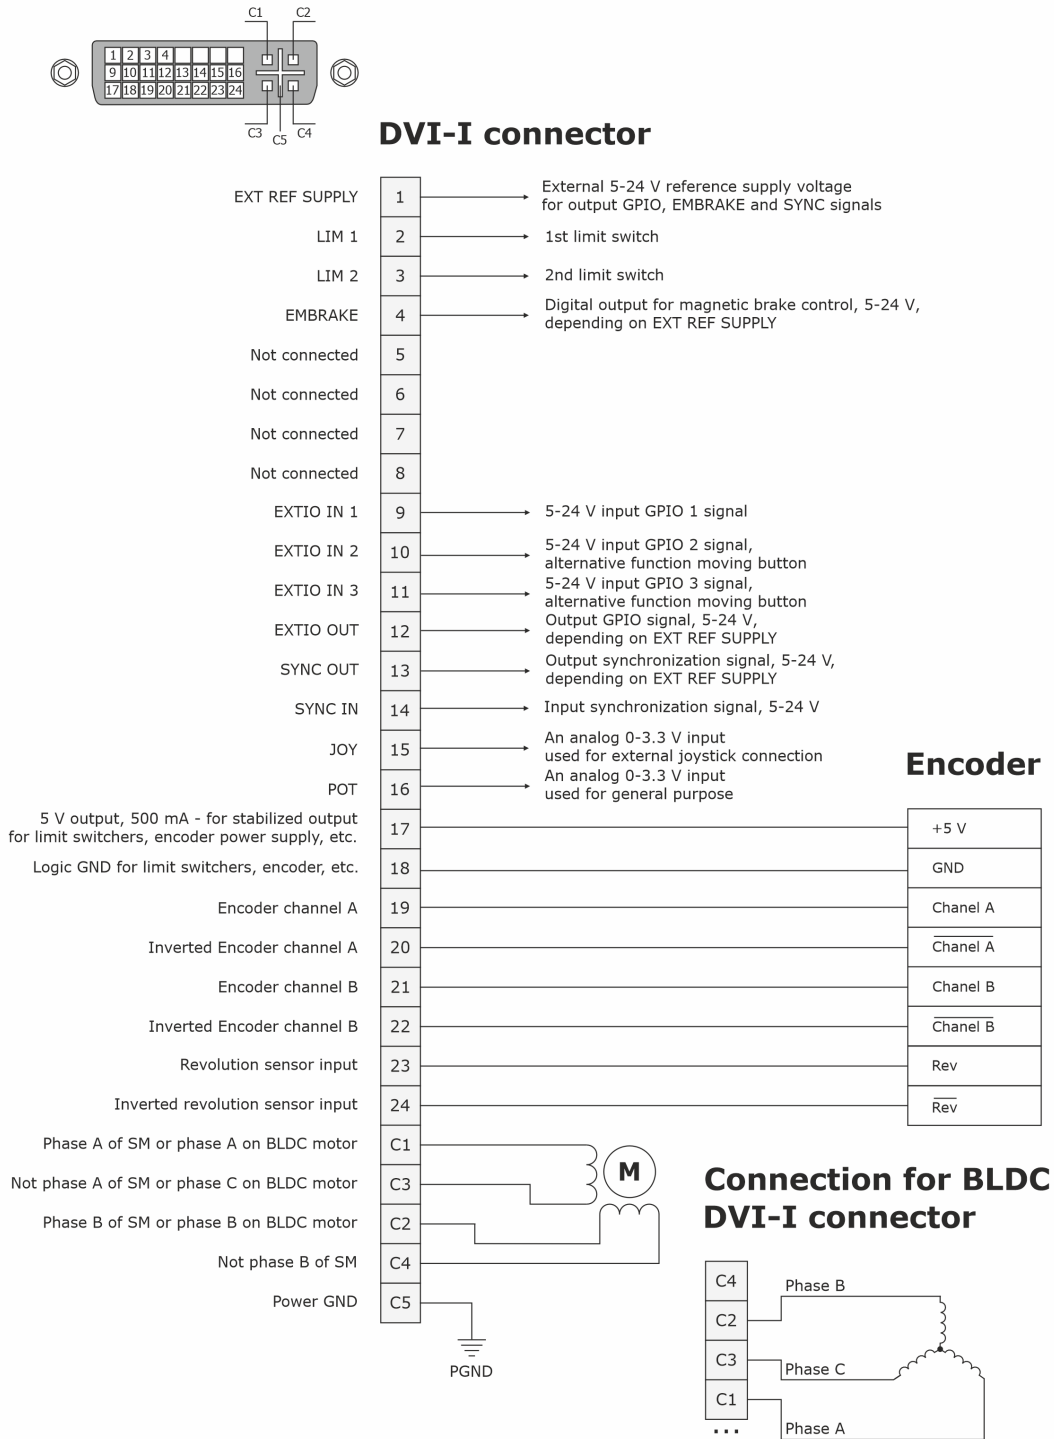 C1 C2
1 2 3 4
9 10 11 12 13 14 15 16
17 18 19 20 21 22 23 24
C3 C5 C4
DVI-I connector
EXT REF SUPPLY 1 External 5-24 V reference supply voltage
for output GPIO, EMBRAKE and SYNC signals
LIM 1 2 1st limit switch
LIM 2 3 2nd limit switch
EMBRAKE 4 Digital output for magnetic brake control, 5-24 V,
depending on EXT REF SUPPLY
Not connected 5
Not connected 6
Not connected 7
Not connected 8
EXTIO IN 1 9 5-24 V input GPIO 1 signal
EXTIO IN 2 10 5-24 V input GPIO 2 signal,
alternative function moving button
EXTIO IN 3 11 5-24 V input GPIO 3 signal,
alternative function moving button
EXTIO OUT 12 Output GPIO signal, 5-24 V,
depending on EXT REF SUPPLY
SYNC OUT 13 Output synchronization signal, 5-24 V,
depending on EXT REF SUPPLY
SYNC IN 14 Input synchronization signal, 5-24 V
JOY 15 An analog 0-3.3 V input
used for external joystick connection
POT 16 An analog 0-3.3 V input
used for general purpose
Encoder
5 V output, 500 mA - for stabilized output
for limit switchers, encoder power supply, etc. 17 +5 V
Logic GND for limit switchers, encoder, etc. 18 GND
Encoder channel A 19 Chanel A
Inverted Encoder channel A 20 Chanel A
Encoder channel B 21 Chanel B
Inverted Encoder channel B 22 Chanel B
Revolution sensor input 23 Rev
Inverted revolution sensor input 24 Rev
Phase A of SM or phase A on BLDC motor C1
M
Not phase A of SM or phase C on BLDC motor C3
Phase B of SM or phase B on BLDC motor C2
Not phase B of SM C4
Power GND C5
PGND
Connection for BLDC
DVI-I connector
C4
Phase B
C2
C3
Phase C
C1
Phase A
...